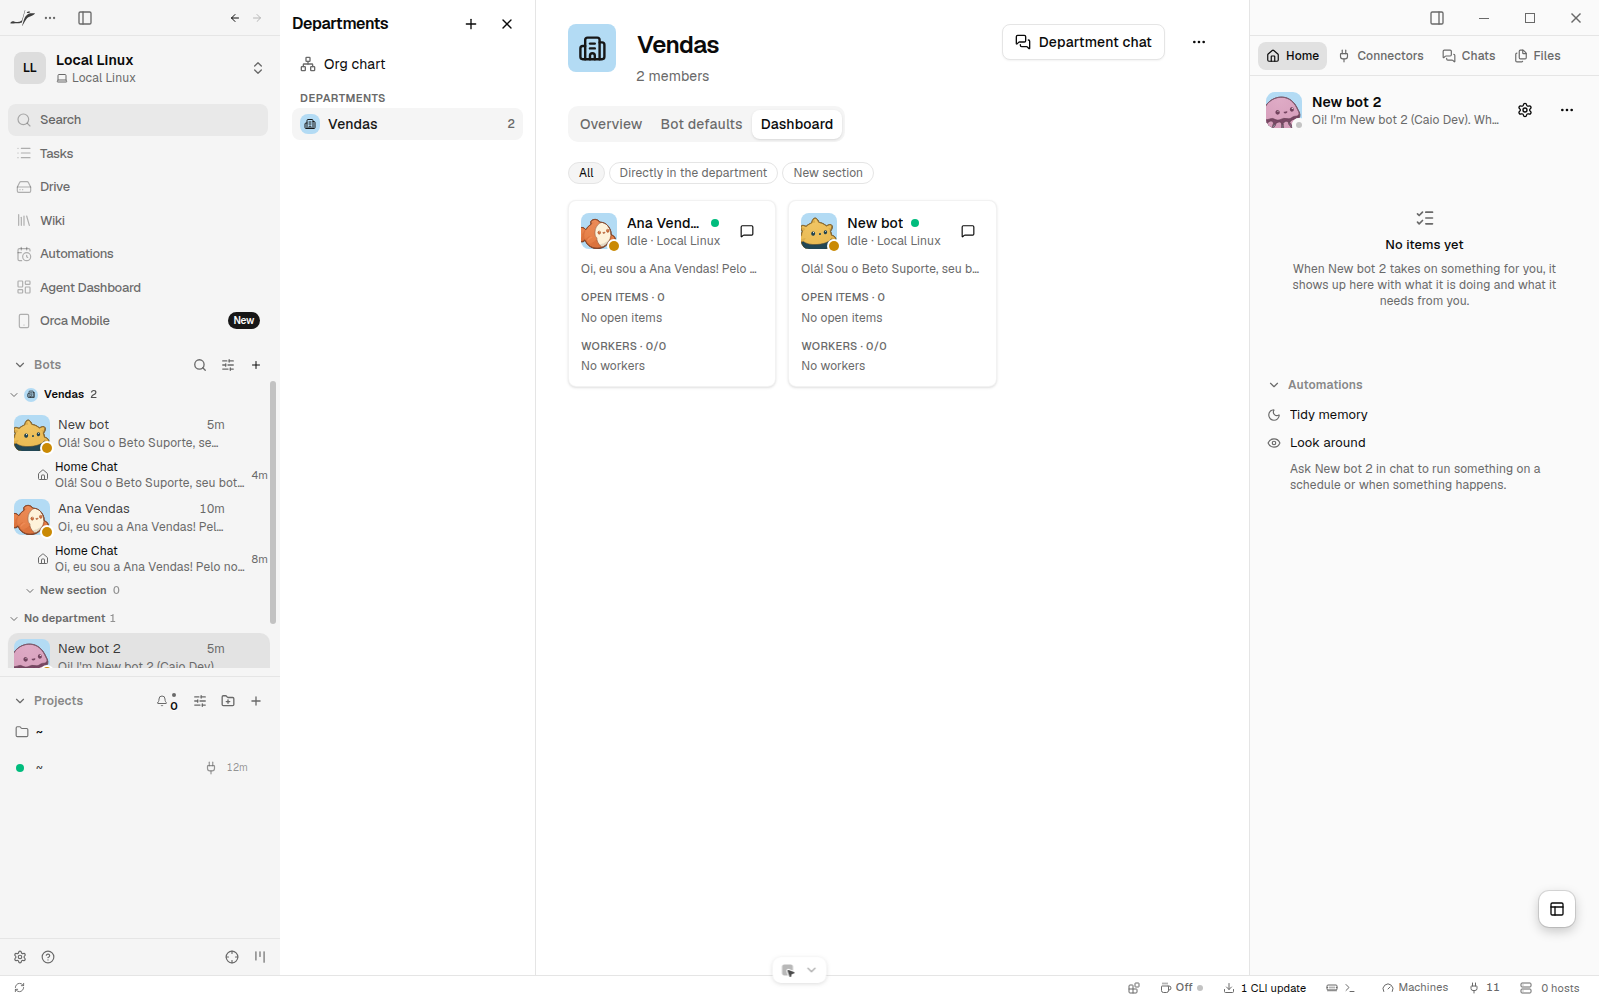 LL
Local Linux
Local Linux
Search
Tasks
Drive
Wiki
Automations
Agent Dashboard
Orca Mobile
New
Bots
Vendas 2
New bot 5m
Olá! Sou o Beto Suporte, se...
Home Chat
Olá! Sou o Beto Suporte, seu bot... 4m
Ana Vendas 10m
Oi, eu sou a Ana Vendas! Pel...
Home Chat
Oi, eu sou a Ana Vendas! Pelo no... 8m
New section 0
No department 1
New bot 2 5m
Oi! I'm New bot 2 (Caio Dev)
Projects
0
~
~ 12m
Departments
Org chart
DEPARTMENTS
Vendas 2
Vendas
2 members
Department chat
Overview Bot defaults Dashboard
All Directly in the department New section
Ana Vend...
Idle · Local Linux
Oi, eu sou a Ana Vendas! Pelo ...
OPEN ITEMS · 0
No open items
WORKERS · 0/0
No workers
New bot
Idle · Local Linux
Olá! Sou o Beto Suporte, seu b...
OPEN ITEMS · 0
No open items
WORKERS · 0/0
No workers
Home Connectors Chats Files
New bot 2
Oi! I'm New bot 2 (Caio Dev). Wh...
No items yet
When New bot 2 takes on something for you, it
shows up here with what it is doing and what it
needs from you.
Automations
Tidy memory
Look around
Ask New bot 2 in chat to run something on a
schedule or when something happens.
Off 1 CLI update Machines 11 0 hosts